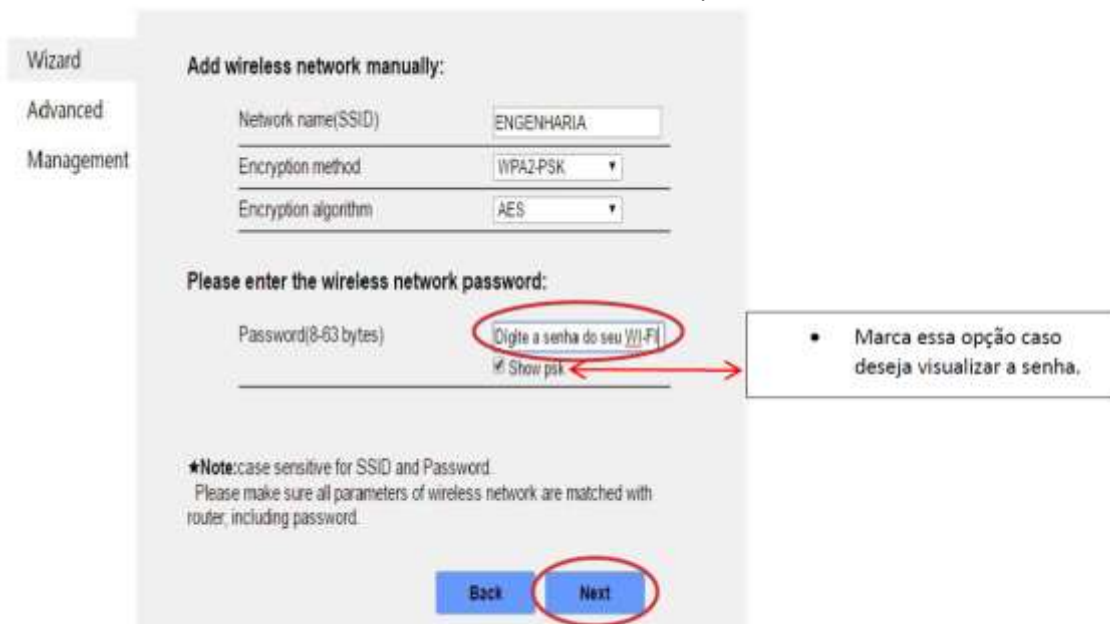 Wizard
Advanced
Management
Add wireless network manually:
Network name(SSID) ENGENHARIA
Encryption method WPA2-PSK
Encryption algorithm AES
Please enter the wireless network password:
Password(8-63 bytes) Digite a senha do seu WI-FI
Show psk
• Marca essa opção caso
deseja visualizar a senha.
★Note:case sensitive for SSID and Password.
Please make sure all parameters of wireless network are matched with
router, including password.
Back Next